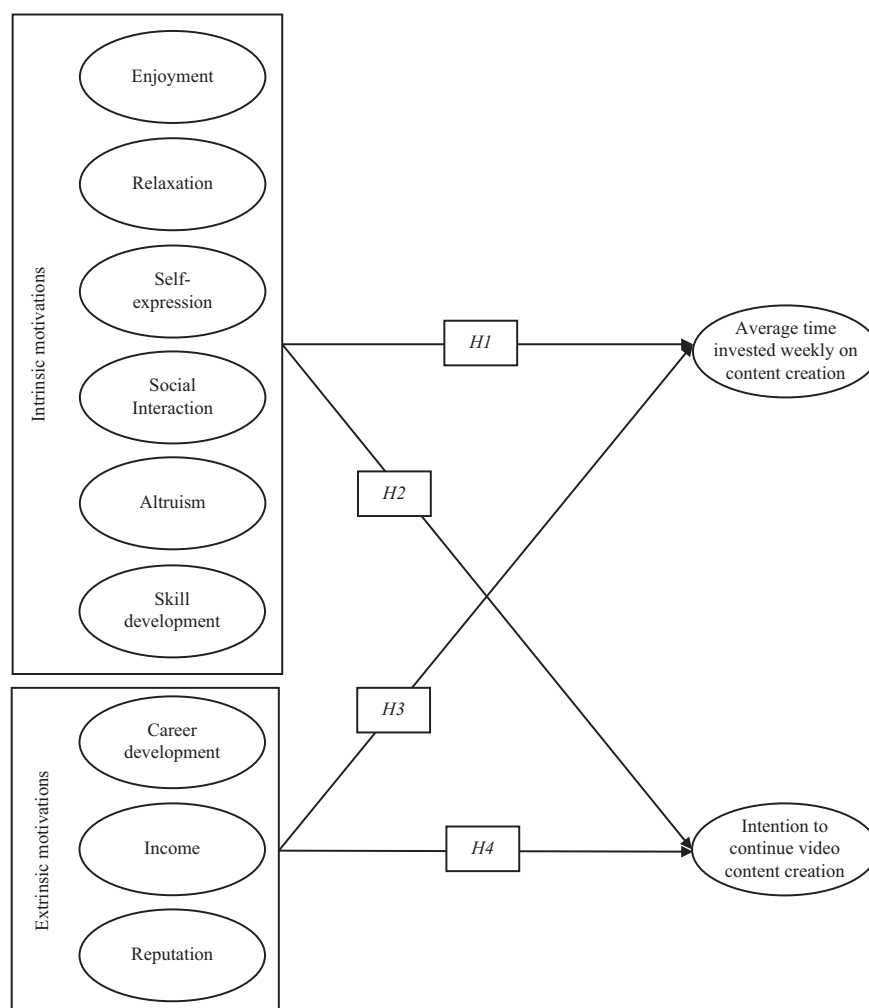 Intrinsic motivations
Enjoyment
Relaxation
Self-
expression
Social
Interaction
Altruism
Skill
development
Extrinsic motivations
Career
development
Income
Reputation
H1
H2
H3
H4
Average time
invested weekly on
content creation
Intention to
continue video
content creation